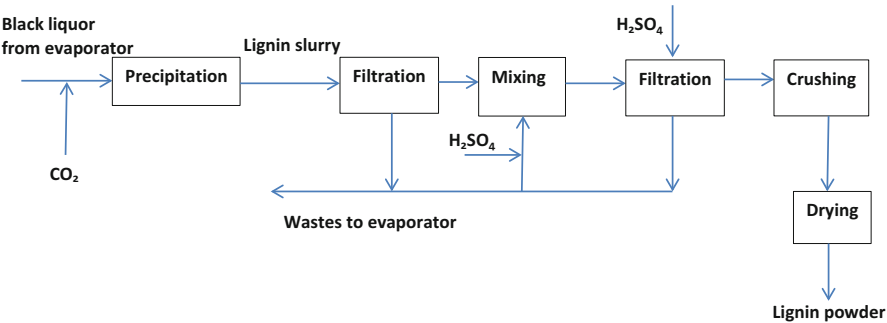 Black liquor
from evaporator
CO₂
Precipitation
Lignin slurry
Filtration
Mixing
H₂SO₄
H₂SO₄
Filtration
Crushing
Drying
Lignin powder
Wastes to evaporator